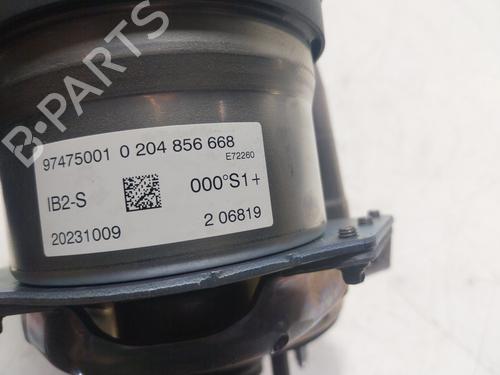 B-PARTS
97475001 0 204 856 668
E72260
IB2-S 000°S1+
20231009 2 06819